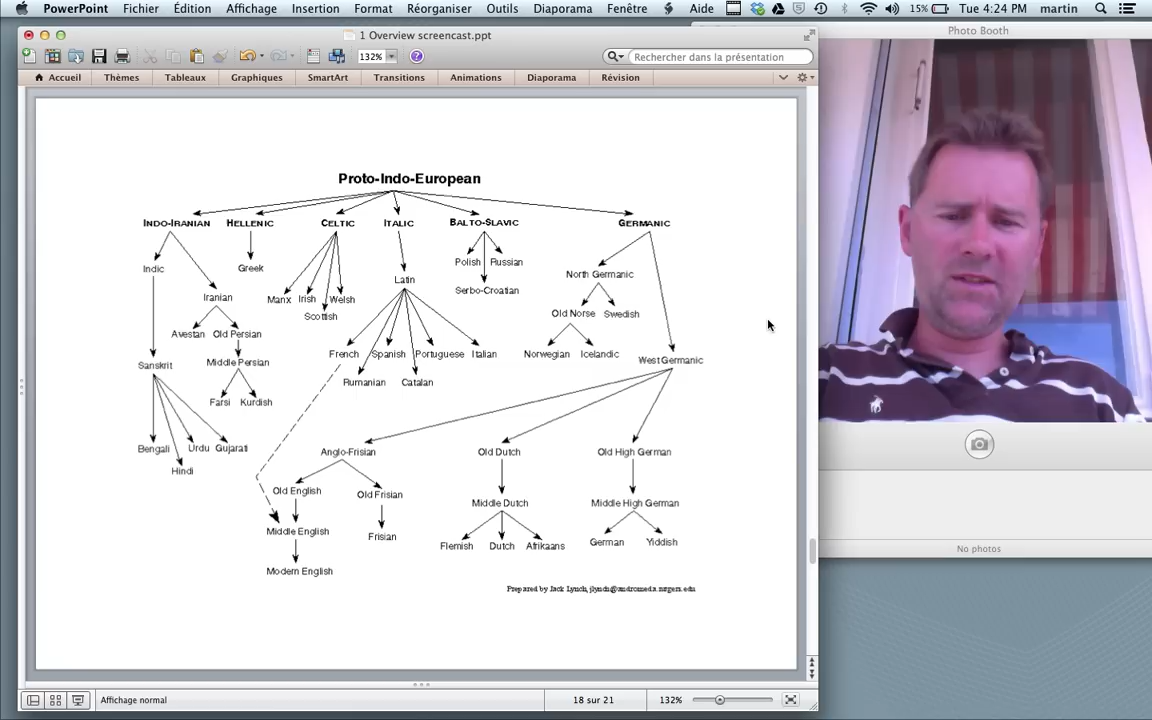 PowerPoint Fichier Édition Affichage Insertion Format Réorganiser Outils Diaporama Fenêtre Aide 15% Tue 4:24 PM martin
1 Overview screencast.ppt
Photo Booth
132% Rechercher dans la présentation
Accueil Thèmes Tableaux Graphiques SmartArt Transitions Animations Diaporama Révision
Proto-Indo-European
INDO-IRANIAN HELLENIC CELTIC ITALIC BALTO-SLAVIC GERMANIC
Indic Greek Polish Russian North Germanic
Iranian Manx Irish Welsh Latin Serbo-Croatian
Scottish Old Norse Swedish
Avestan Old Persian
French Spanish Portuguese Italian Norwegian Icelandic
Sanskrit Middle Persian West Germanic
Rumanian Catalan
Farsi Kurdish
Bengali Urdu Gujarati Anglo-Frisian Old Dutch Old High German
Hindi
Old English Old Frisian Middle Dutch Middle High German
Middle English Frisian Flemish Dutch Afrikaans German Yiddish
Modern English
Prepared by Jack Lynch, jlynch@andromeda.rutgers.edu
No photos
Affichage normal 18 sur 21 132%